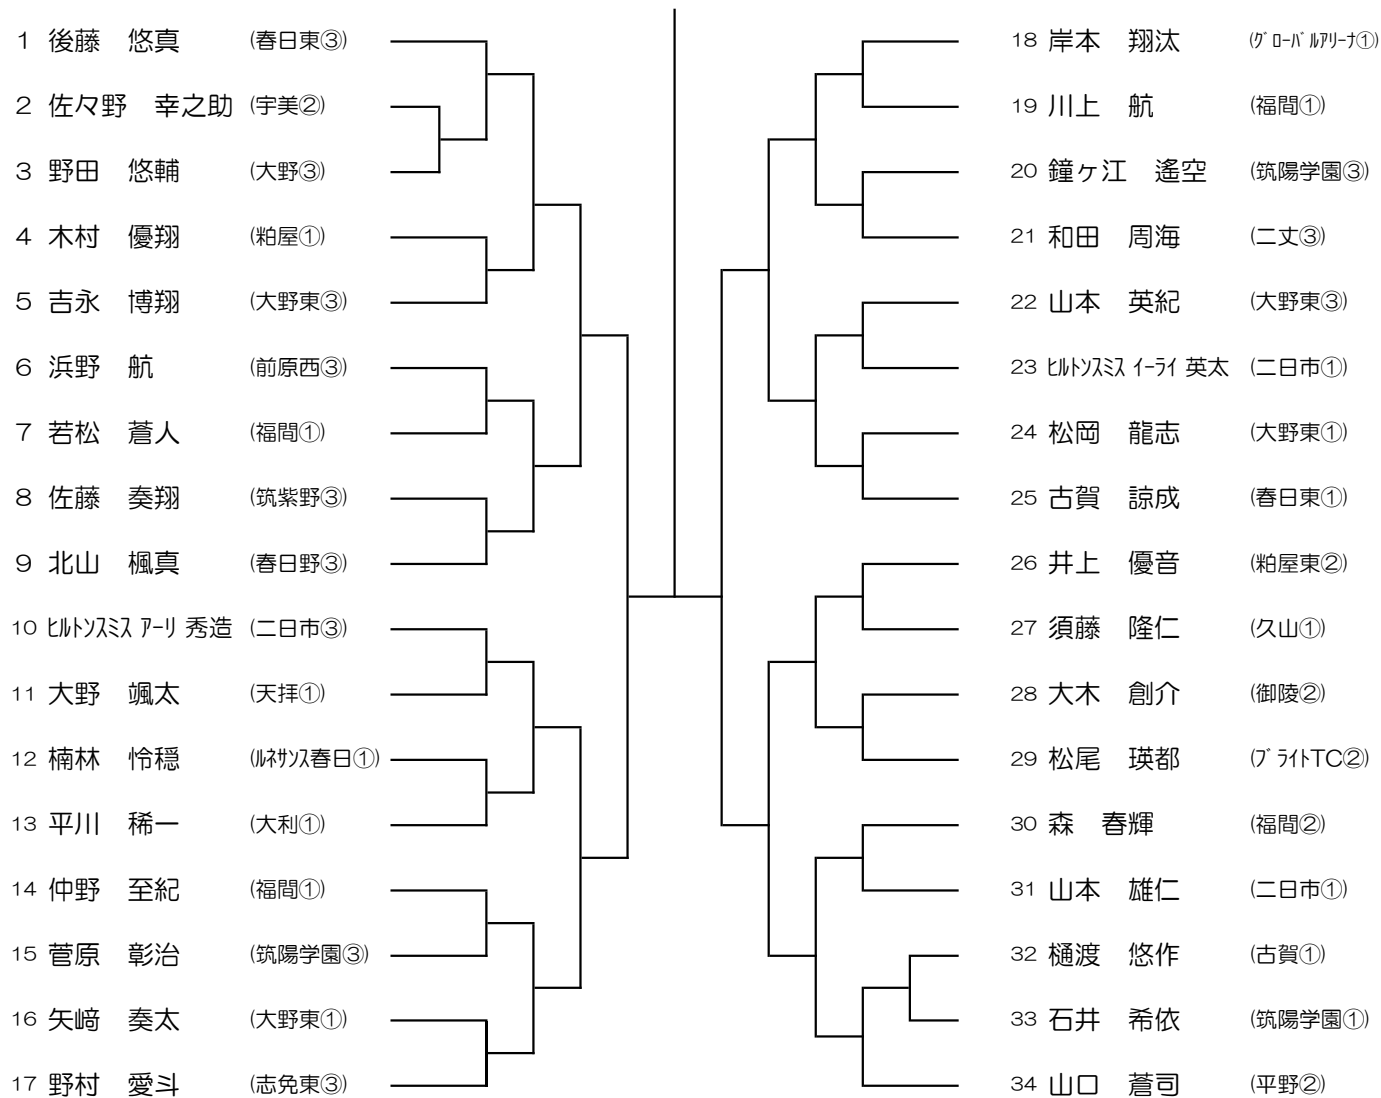 1 後藤　悠真 (春日東③)
2 佐々野　幸之助 (宇美②)
3 野田　悠輔 (大野③)
4 木村　優翔 (粕屋①)
5 吉永　博翔 (大野東③)
6 浜野　航 (前原西③)
7 若松　蒼人 (福間①)
8 佐藤　奏翔 (筑紫野③)
9 北山　楓真 (春日野③)
10 ﾋﾙﾄﾝｽﾐｽ ｱｰﾘ 秀造 (二日市③)
11 大野　颯太 (天拝①)
12 楠林　怜穏 (ﾙﾈｻﾝｽ春日①)
13 平川　稀一 (大利①)
14 仲野　至紀 (福間①)
15 菅原　彰治 (筑陽学園③)
16 矢﨑　奏太 (大野東①)
17 野村　愛斗 (志免東③)
18 岸本　翔汰 (ｸﾞﾛｰﾊﾞﾙｱﾘｰﾅ①)
19 川上　航 (福間①)
20 鐘ヶ江　遙空 (筑陽学園③)
21 和田　周海 (二丈③)
22 山本　英紀 (大野東③)
23 ﾋﾙﾄﾝｽﾐｽ ｲｰﾗｲ 英太 (二日市①)
24 松岡　龍志 (大野東①)
25 古賀　諒成 (春日東①)
26 井上　優音 (粕屋東②)
27 須藤　隆仁 (久山①)
28 大木　創介 (御陵②)
29 松尾　瑛都 (ﾌﾞﾗｲﾄTC②)
30 森　春輝 (福間②)
31 山本　雄仁 (二日市①)
32 樋渡　悠作 (古賀①)
33 石井　希依 (筑陽学園①)
34 山口　蒼司 (平野②)